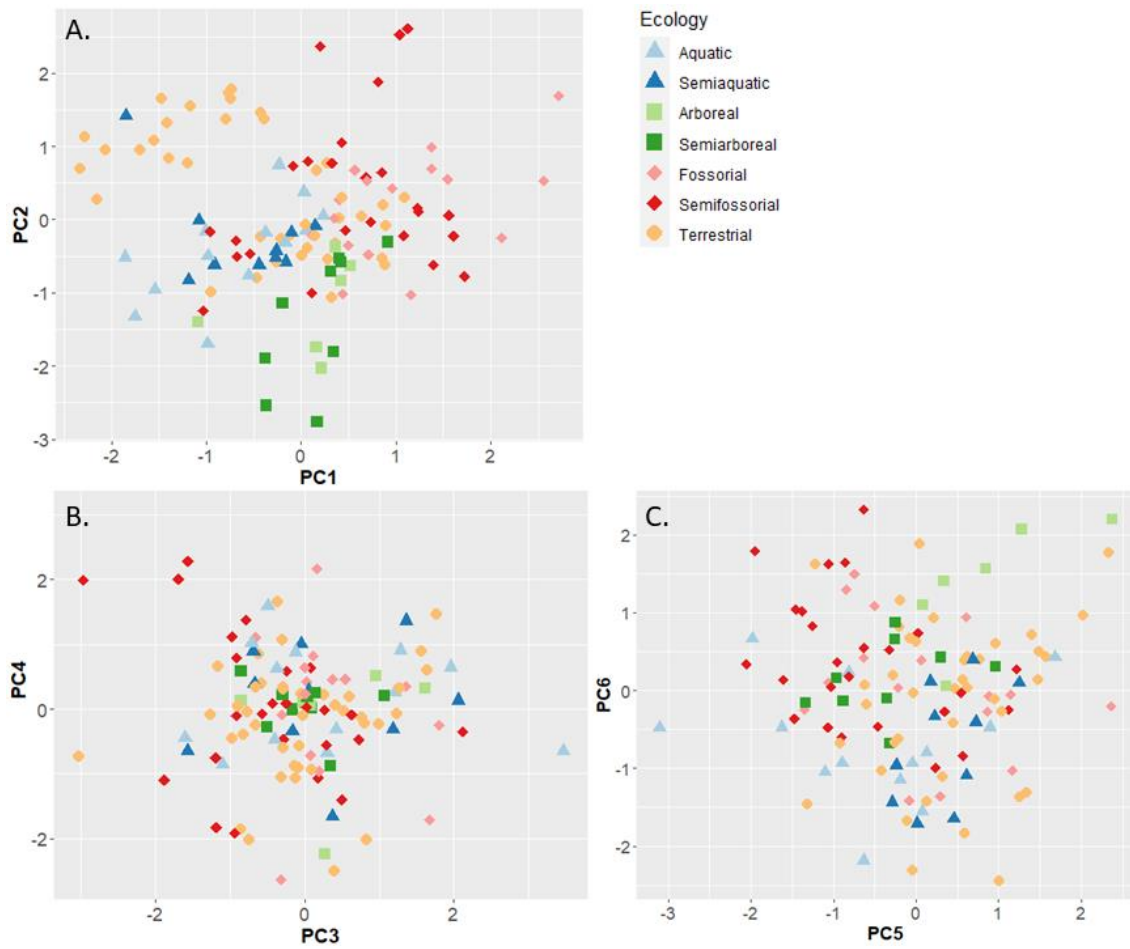 A.
2
1
0
-1
-2
-3
PC2
-2
-1
0
1
2
PC1
Ecology
Aquatic
Semiaquatic
Arboreal
Semiarboreal
Fossorial
Semifossorial
Terrestrial
B.
2
0
-2
PC4
-2
0
2
PC3
C.
2
1
0
-1
-2
PC6
-3
-2
-1
0
1
2
PC5